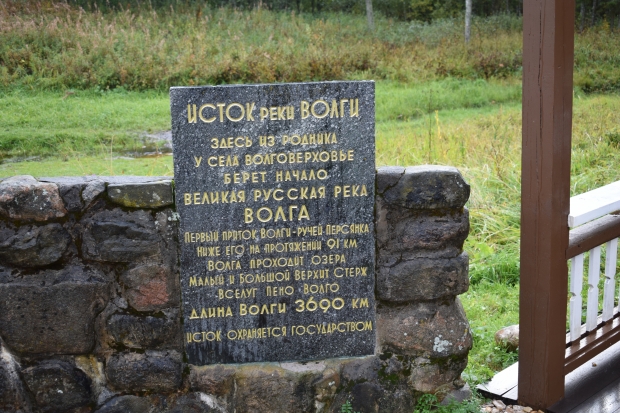 ИСТОК РЕКИ ВОЛГИ
ЗДЕСЬ ИЗ РОДНИКА
У СЕЛА ВОЛГОВЕРХОВЬЕ
БЕРЕТ НАЧАЛО
ВЕЛИКАЯ РУССКАЯ РЕКА
ВОЛГА
ПЕРВЫЙ ПРИТОК ВОЛГИ-РУЧЕЙ ПЕРСЯНКА
НИЖЕ ЕГО НА ПРОТЯЖЕНИИ 91 КМ
ВОЛГА ПРОХОДИТ ОЗЕРА
МАЛЫЙ И БОЛЬШОЙ ВЕРХИТ СТЕРЖ
ВСЕЛУГ ПЕНО-ВОЛГО
ДЛИНА ВОЛГИ 3690 КМ
ИСТОК ОХРАНЯЕТСЯ ГОСУДАРСТВОМ